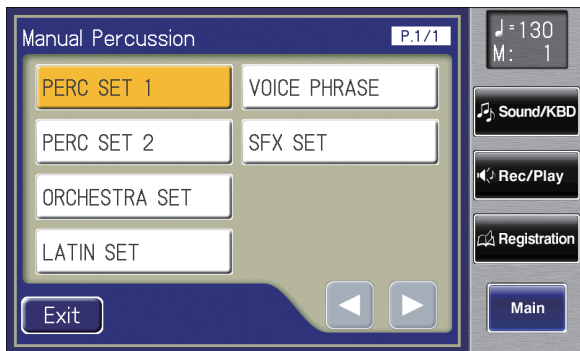 Manual Percussion
P.1/1
PERC SET 1
VOICE PHRASE
PERC SET 2
SFX SET
ORCHESTRA SET
LATIN SET
Exit
♩=130
M: 1
Sound/KBD
Rec/Play
Registration
Main